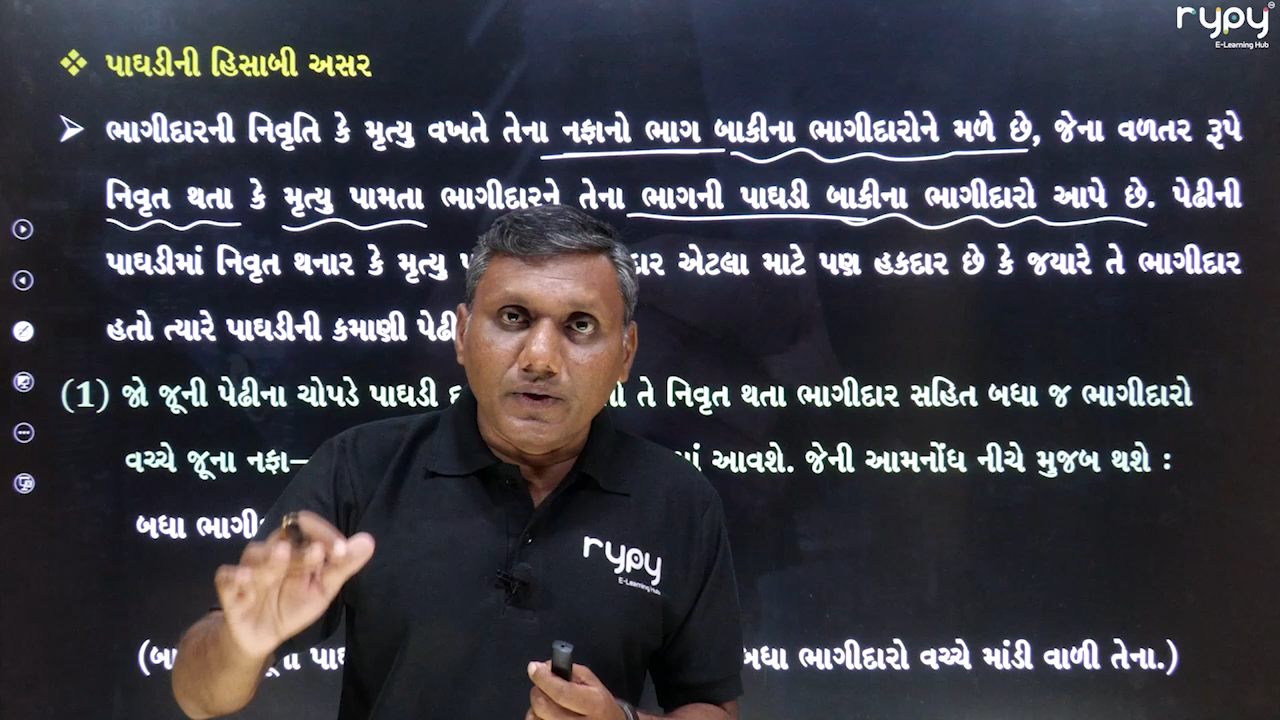 rypy
E-Learning Hub
પાઘડીની હિસાબી અસર
ભાગીદારની નિવૃતિ કે મૃત્યુ વખતે તેના નફાનો ભાગ બાકીના ભાગીદારોને મળે છે, જેના વળતર રૂપે
નિવૃત થતા કે મૃત્યુ પામતા ભાગીદારને તેના ભાગની પાઘડી બાકીના ભાગીદારો આપે છે. પેઢીની
પાઘડીમાં નિવૃત થનાર કે મૃત્યુ એટલા માટે પણ હકદાર છે કે જયારે તે ભાગીદાર
હતો ત્યારે પાઘડીની કમાણી
(1) જો જૂની પેઢીના ચોપડે પાઘડી તે નિવૃત થતા ભાગીદાર સહિત બધા જ ભાગીદારો
વચ્ચે જૂના નફા– આવશે. જેની આમનોંધ નીચે મુજબ થશે :
બધા
બધા ભાગીદારો વચ્ચે માંડી વાળી તેના.)
rypy
E-Learning Hub